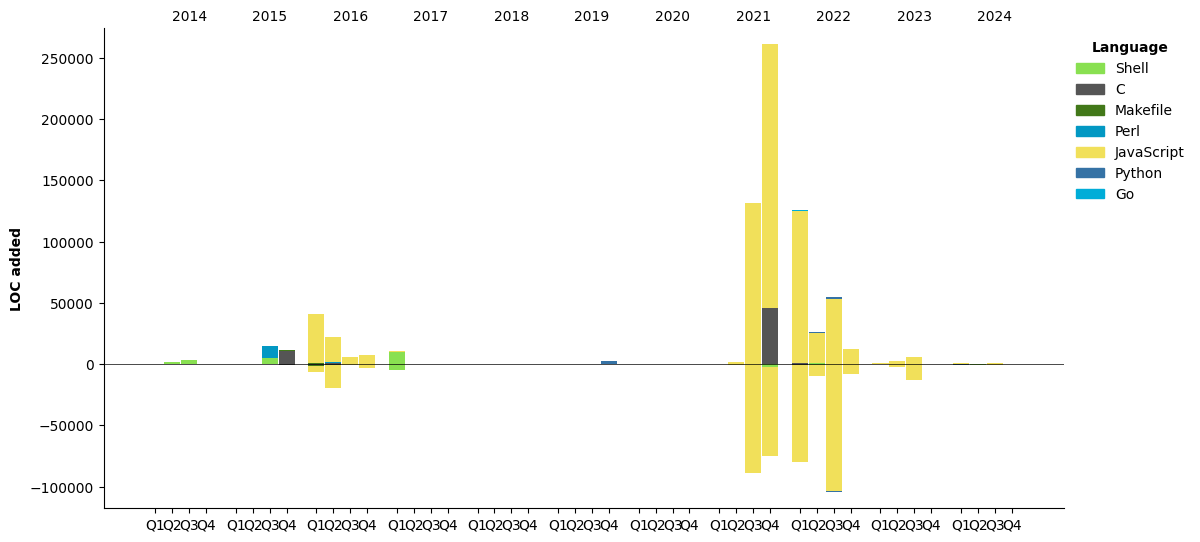 2014 2015 2016 2017 2018 2019 2020 2021 2022 2023 2024
Language
Shell
C
Makefile
Perl
JavaScript
Python
Go
LOC added
250000
200000
150000
100000
50000
0
−50000
−100000
Q1Q2Q3Q4 Q1Q2Q3Q4 Q1Q2Q3Q4 Q1Q2Q3Q4 Q1Q2Q3Q4 Q1Q2Q3Q4 Q1Q2Q3Q4 Q1Q2Q3Q4 Q1Q2Q3Q4 Q1Q2Q3Q4 Q1Q2Q3Q4